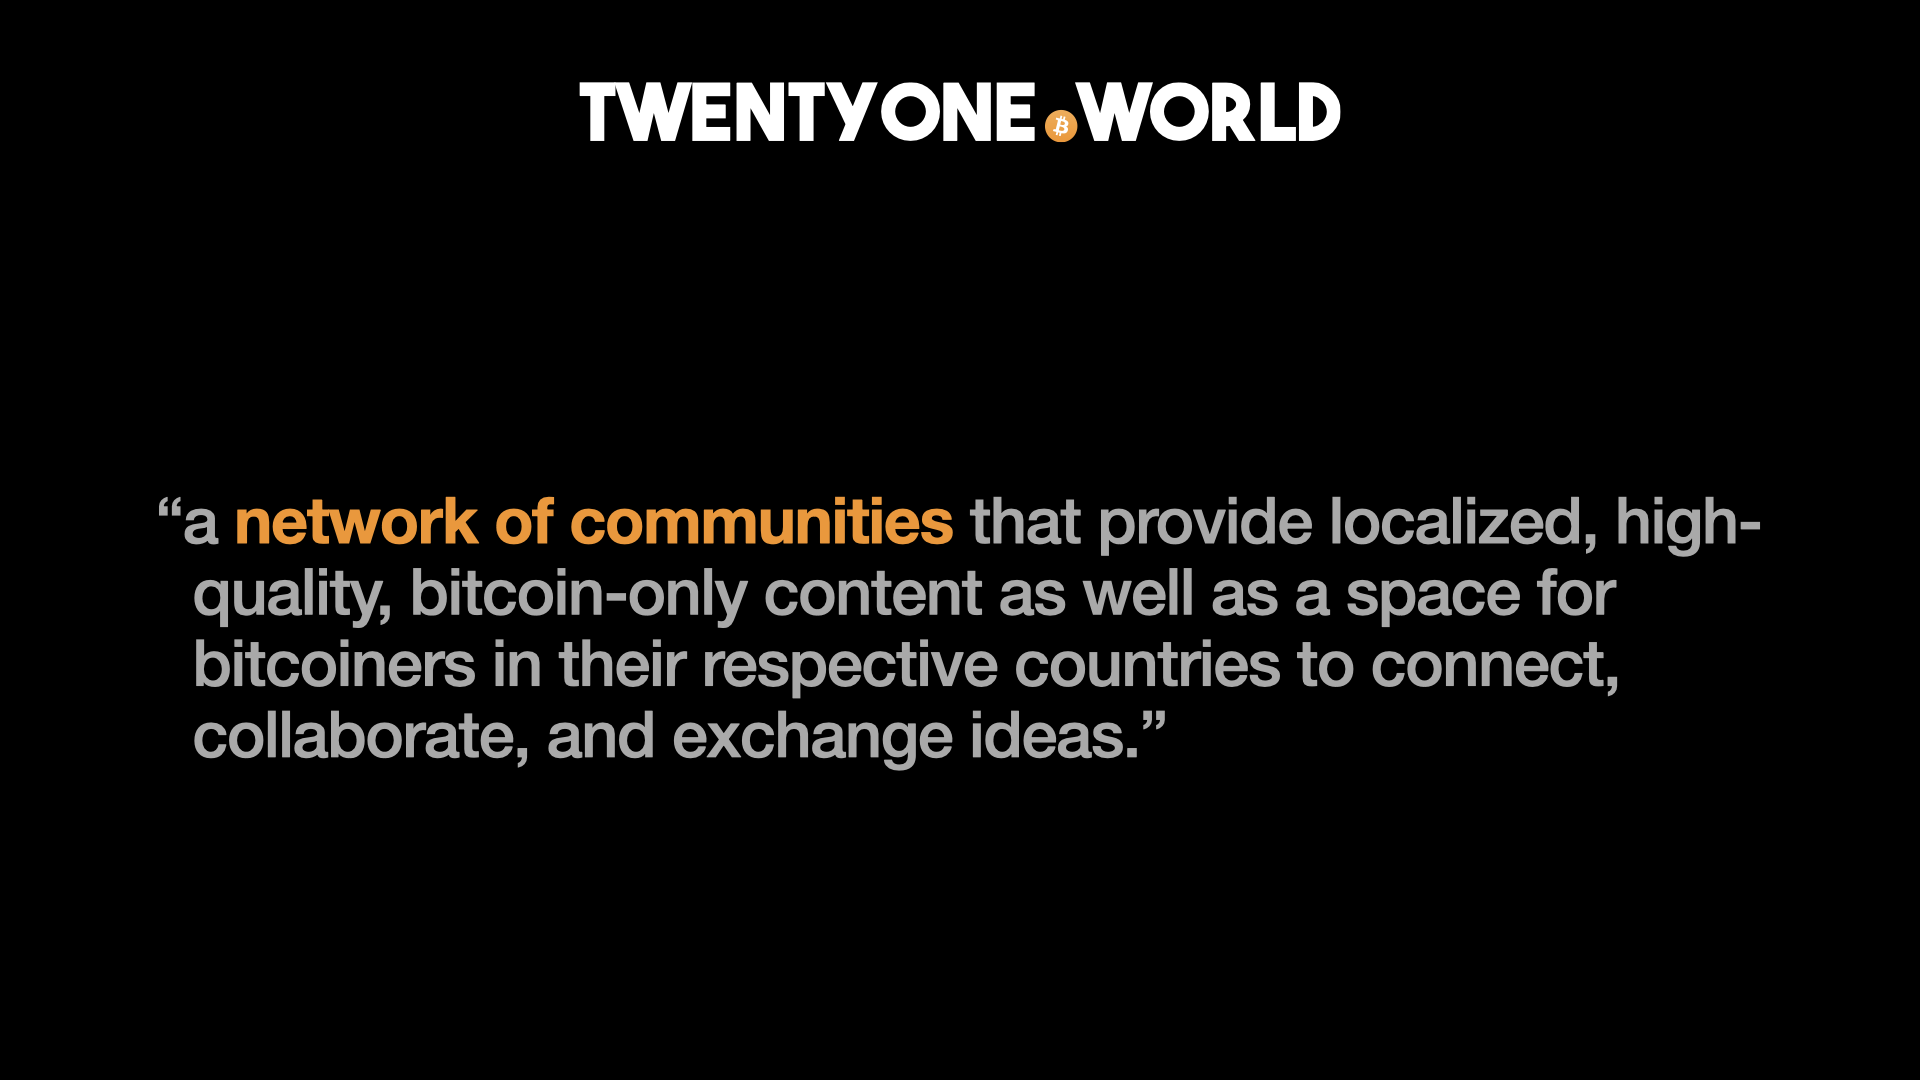 TWENTYONE.WORLD
“a network of communities that provide localized, high-
quality, bitcoin-only content as well as a space for
bitcoiners in their respective countries to connect,
collaborate, and exchange ideas.”